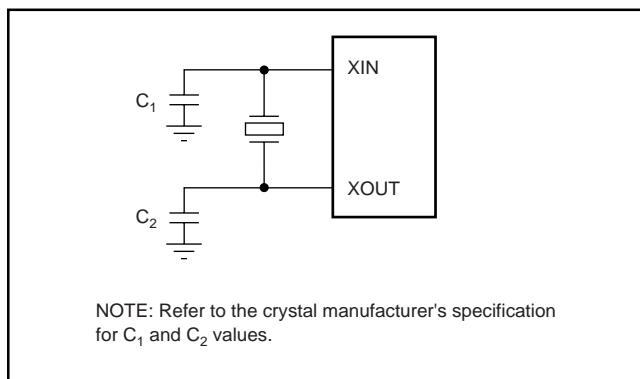 XIN
C₁
XOUT
C₂
NOTE: Refer to the crystal manufacturer's specification
for C₁ and C₂ values.